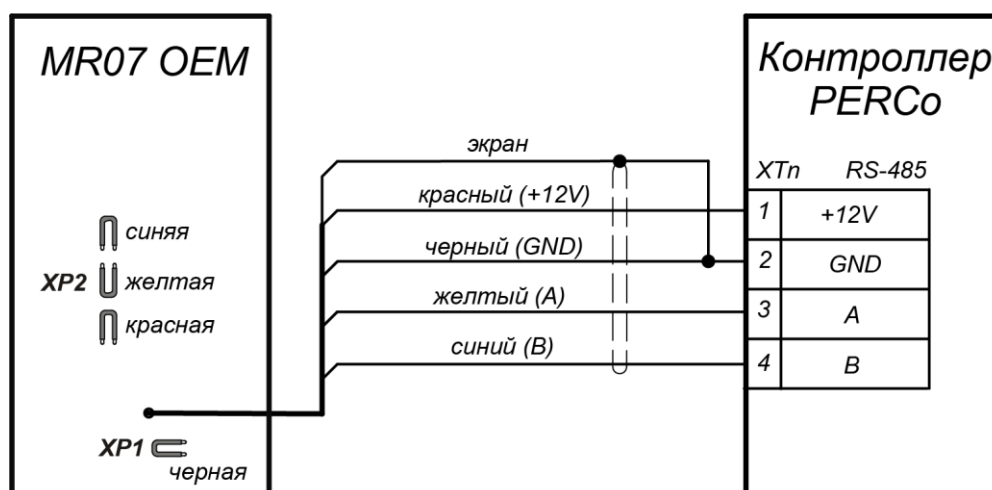 MR07 OEM
синяя
XP2 желтая
красная
XP1
черная
экран
красный (+12V)
черный (GND)
желтый (A)
синий (B)
Контроллер
PERCo
XTn RS-485
1 +12V
2 GND
3 A
4 B